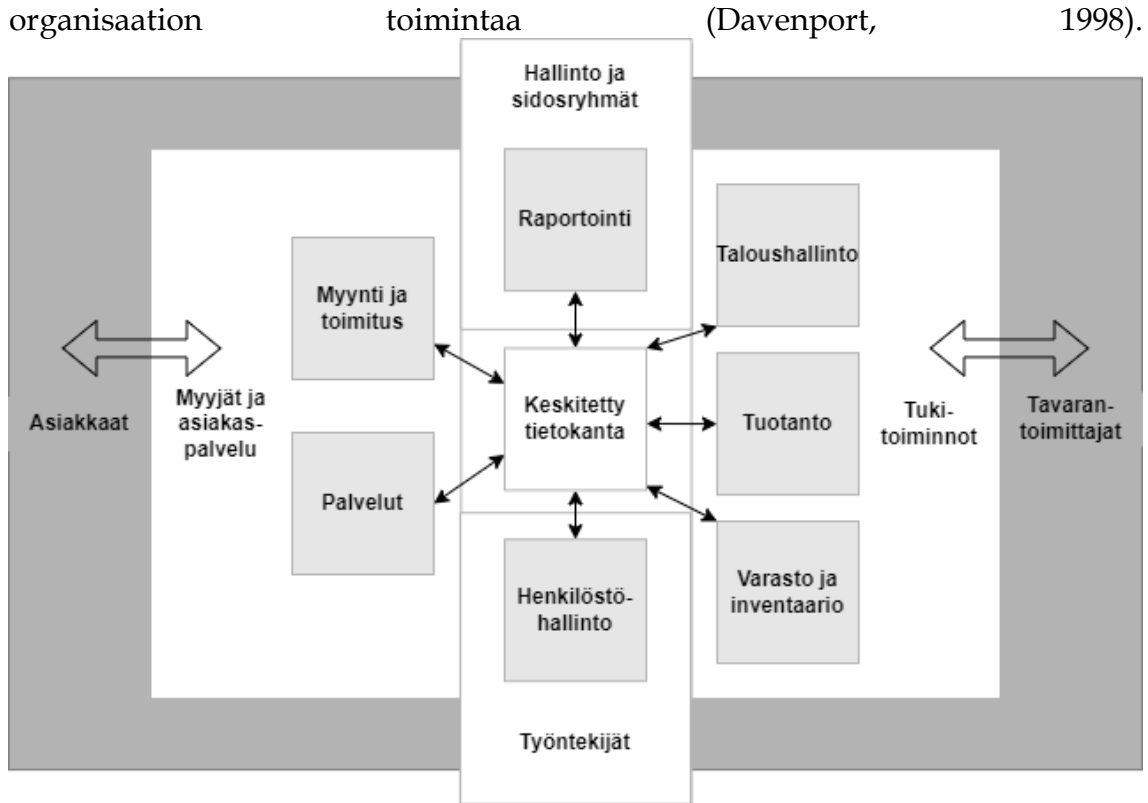 organisaation toimintaa (Davenport, 1998).
Hallinto ja
sidosryhmät
Raportointi
Taloushallinto
Myynti ja
toimitus
Asiakkaat
Myyjät ja
asiakas-
palvelu
Keskitetty
tietokanta
Tuotanto
Tuki-
toiminnot
Tavaran-
toimittajat
Palvelut
Henkilöstö-
hallinto
Varasto ja
inventaario
Työntekijät